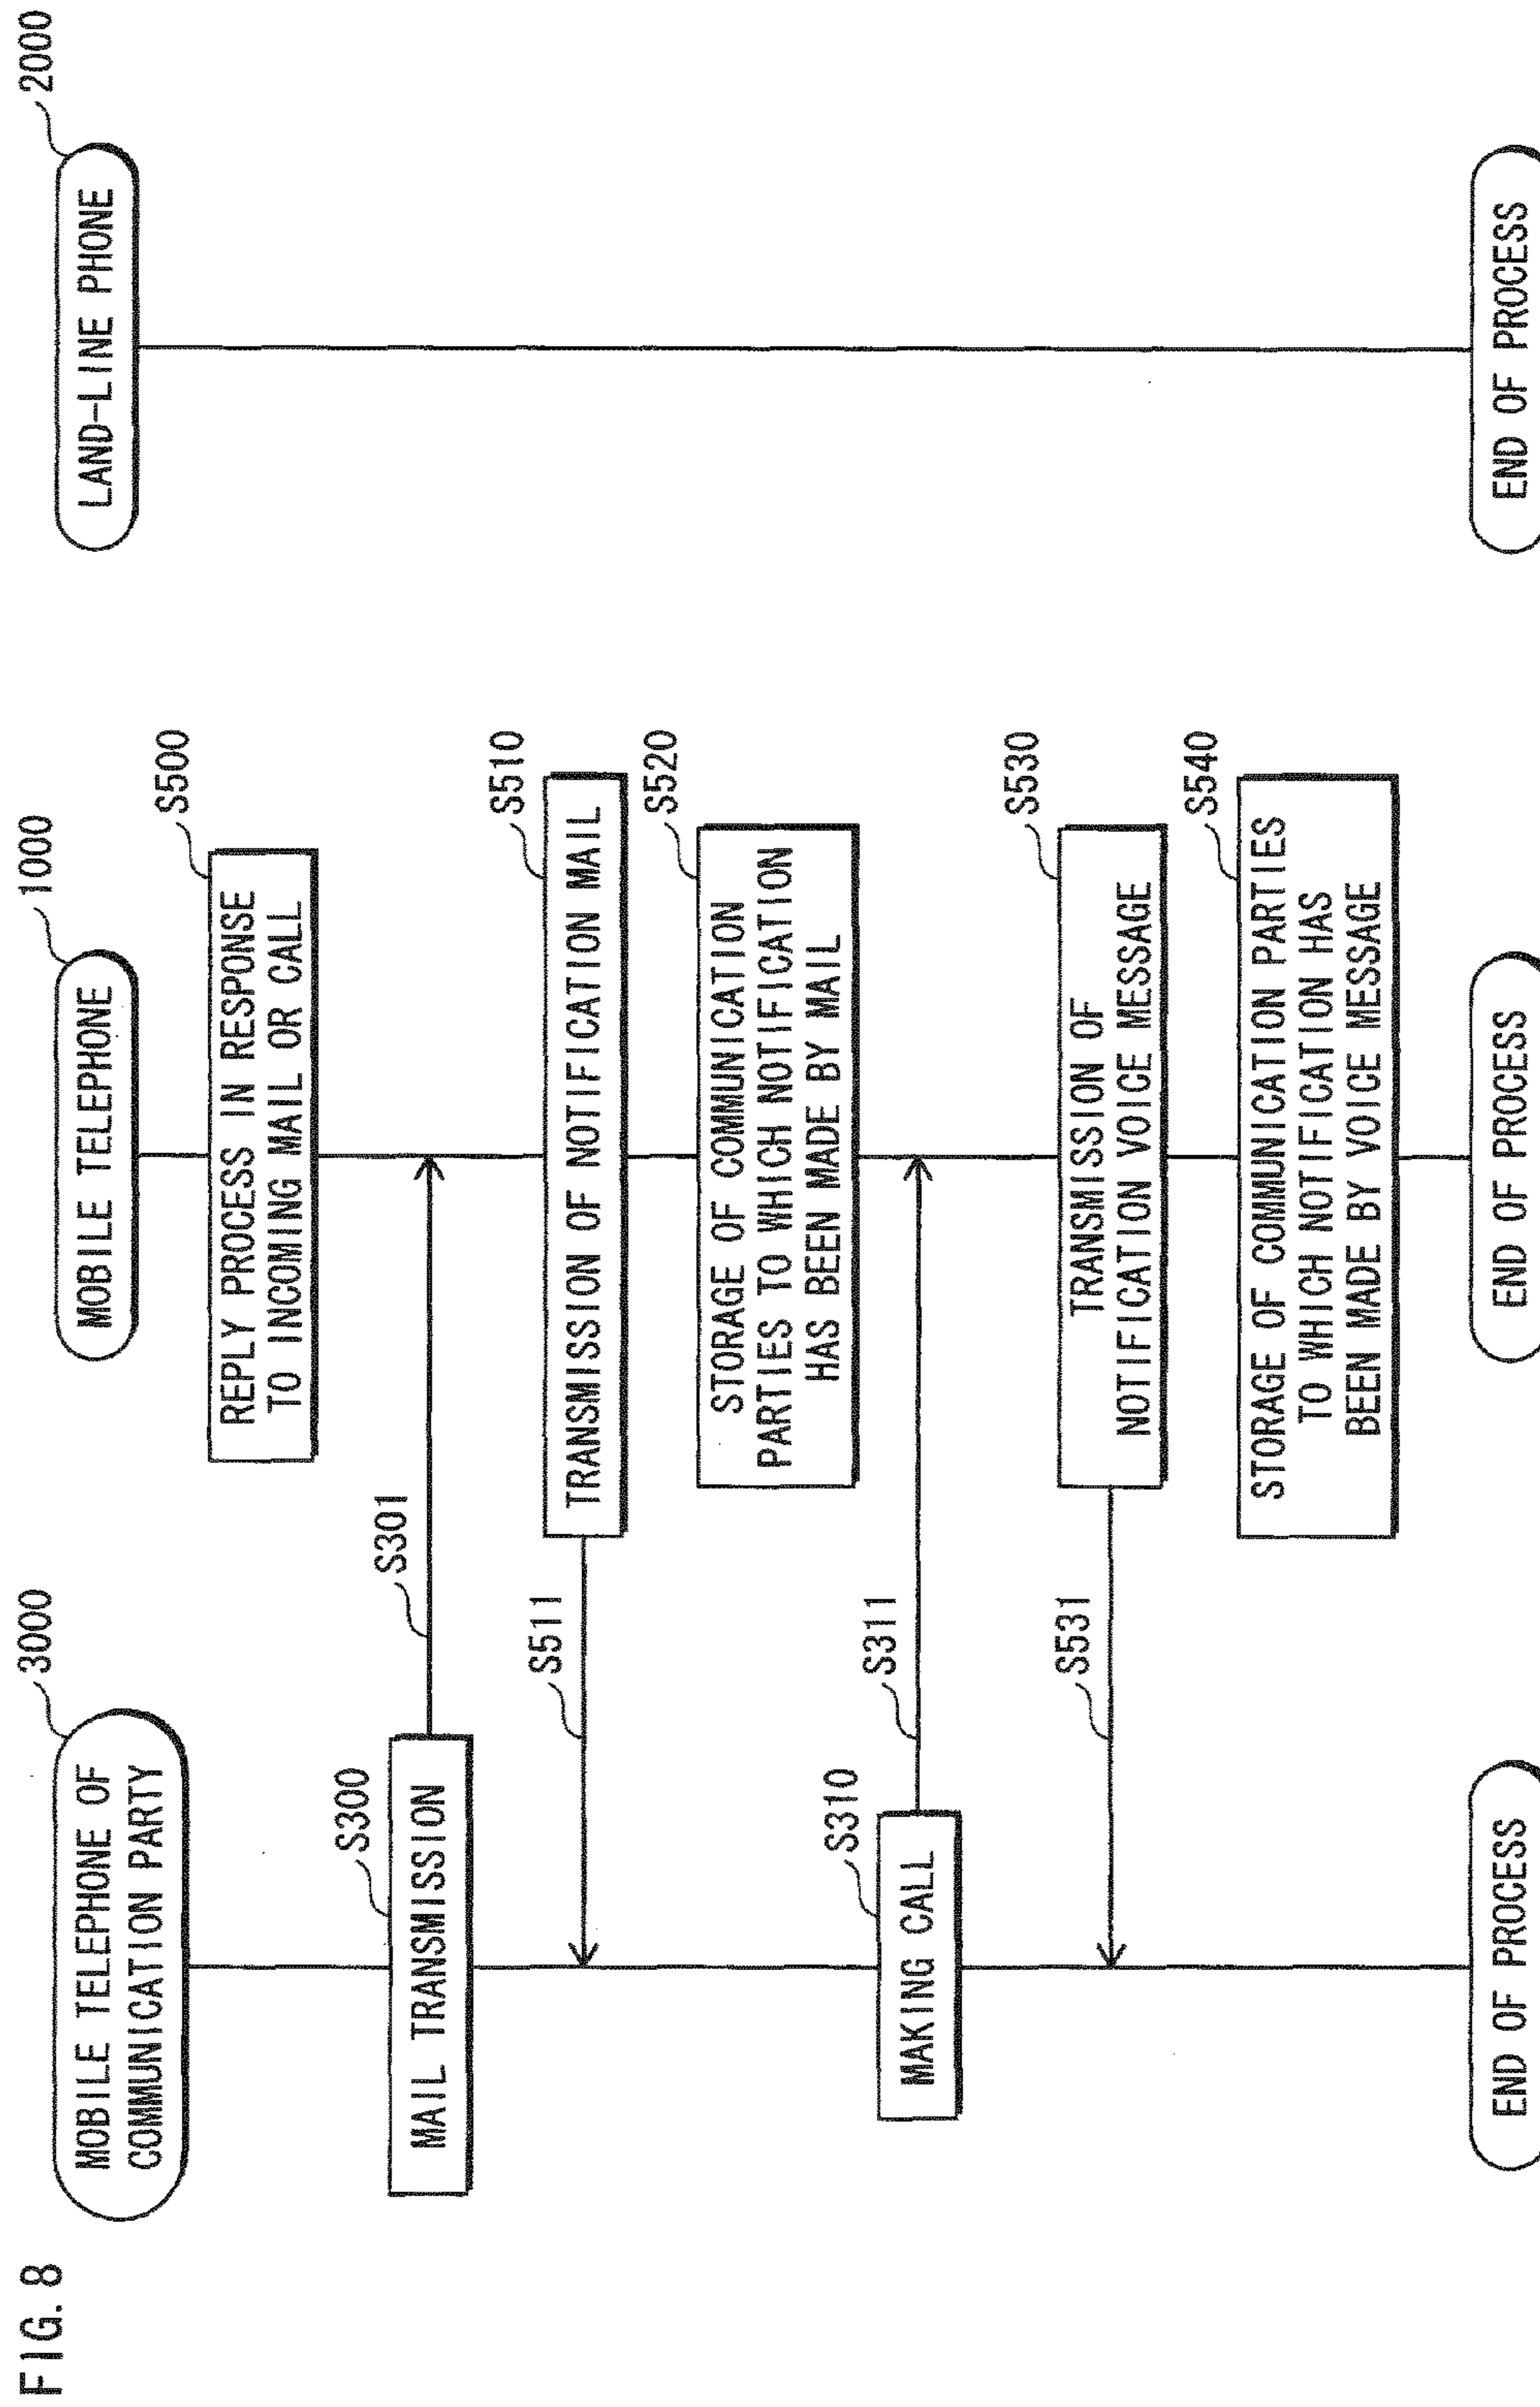 FIG. 8
3000
MOBILE TELEPHONE OF
COMMUNICATION PARTY
1000
MOBILE TELEPHONE
2000
LAND-LINE PHONE
S500
REPLY PROCESS IN RESPONSE
TO INCOMING MAIL OR CALL
S300
MAIL TRANSMISSION
S301
S510
TRANSMISSION OF NOTIFICATION MAIL
S511
S520
STORAGE OF COMMUNICATION
PARTIES TO WHICH NOTIFICATION
HAS BEEN MADE BY MAIL
S310
MAKING CALL
S311
S530
TRANSMISSION OF
NOTIFICATION VOICE MESSAGE
S531
S540
STORAGE OF COMMUNICATION PARTIES
TO WHICH NOTIFICATION HAS
BEEN MADE BY VOICE MESSAGE
END OF PROCESS
END OF PROCESS
END OF PROCESS